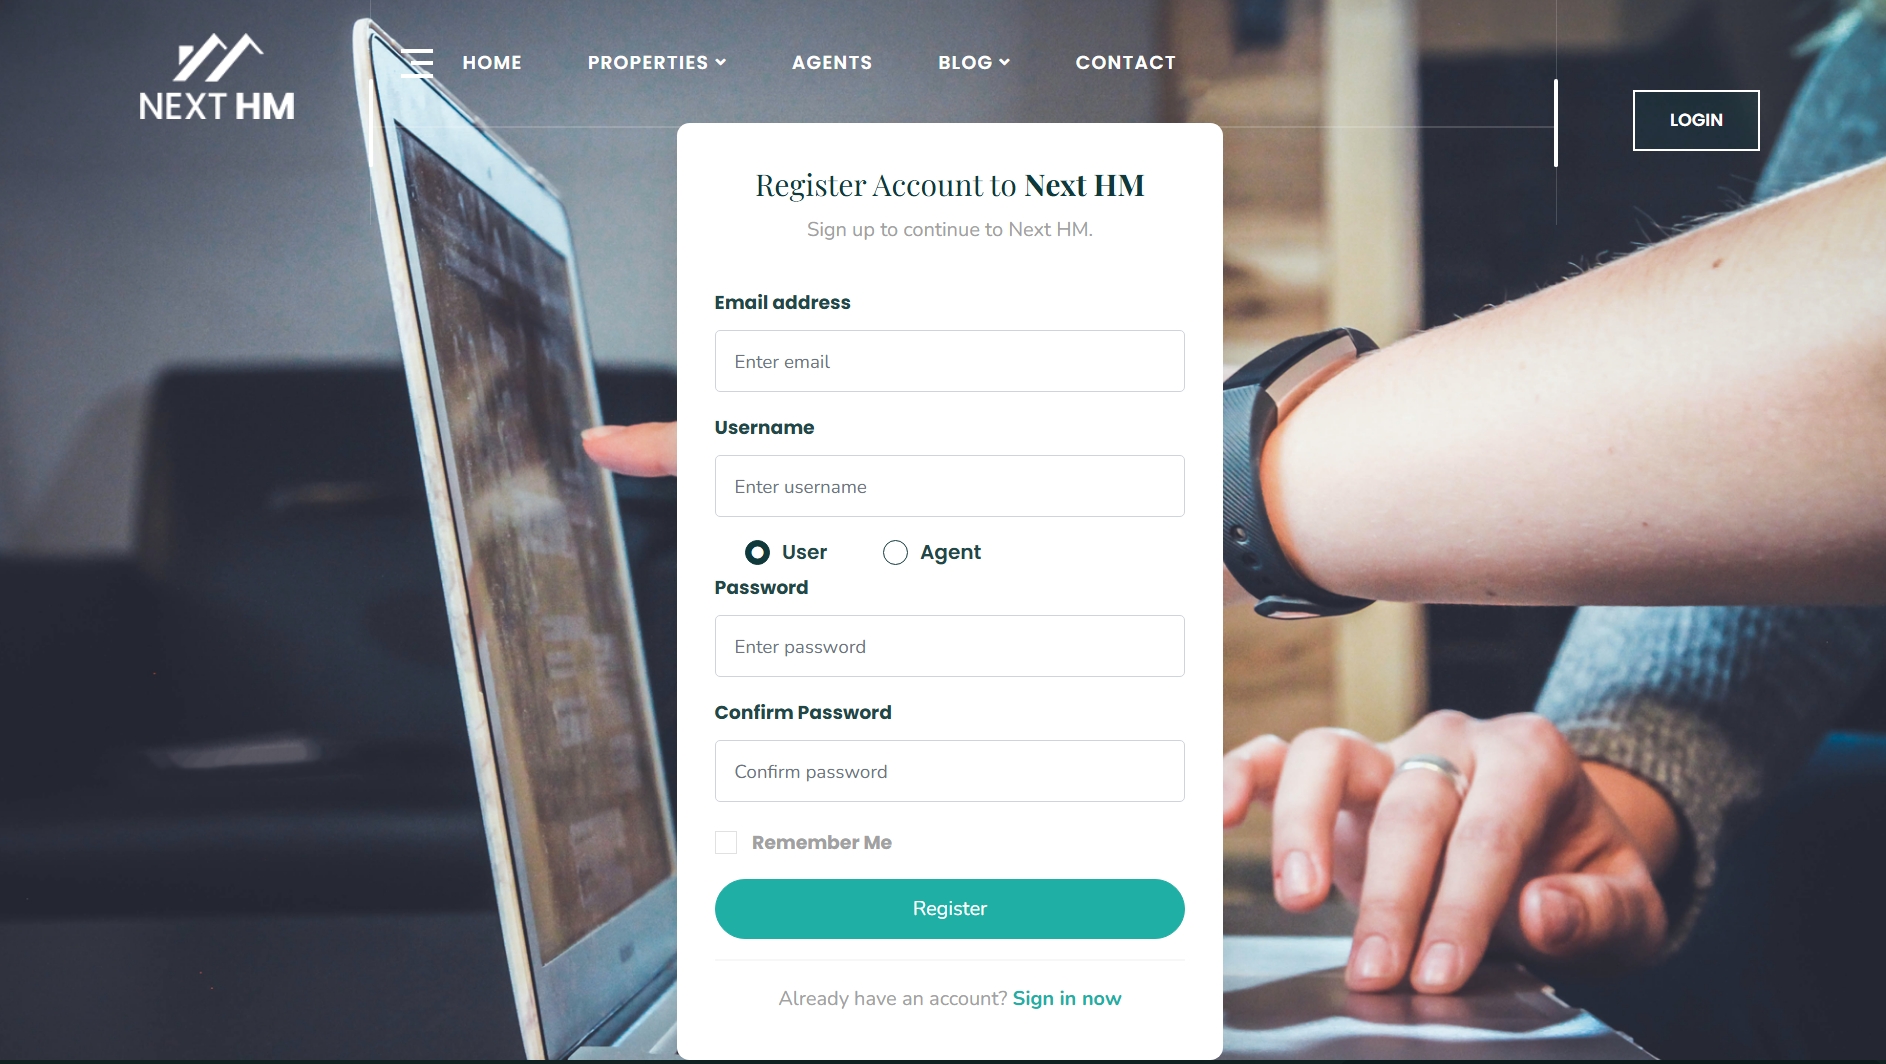 NEXT HM
HOME PROPERTIES AGENTS BLOG CONTACT
LOGIN
Register Account to Next HM
Sign up to continue to Next HM.
Email address
Enter email
Username
Enter username
User Agent
Password
Enter password
Confirm Password
Confirm password
Remember Me
Register
Already have an account? Sign in now